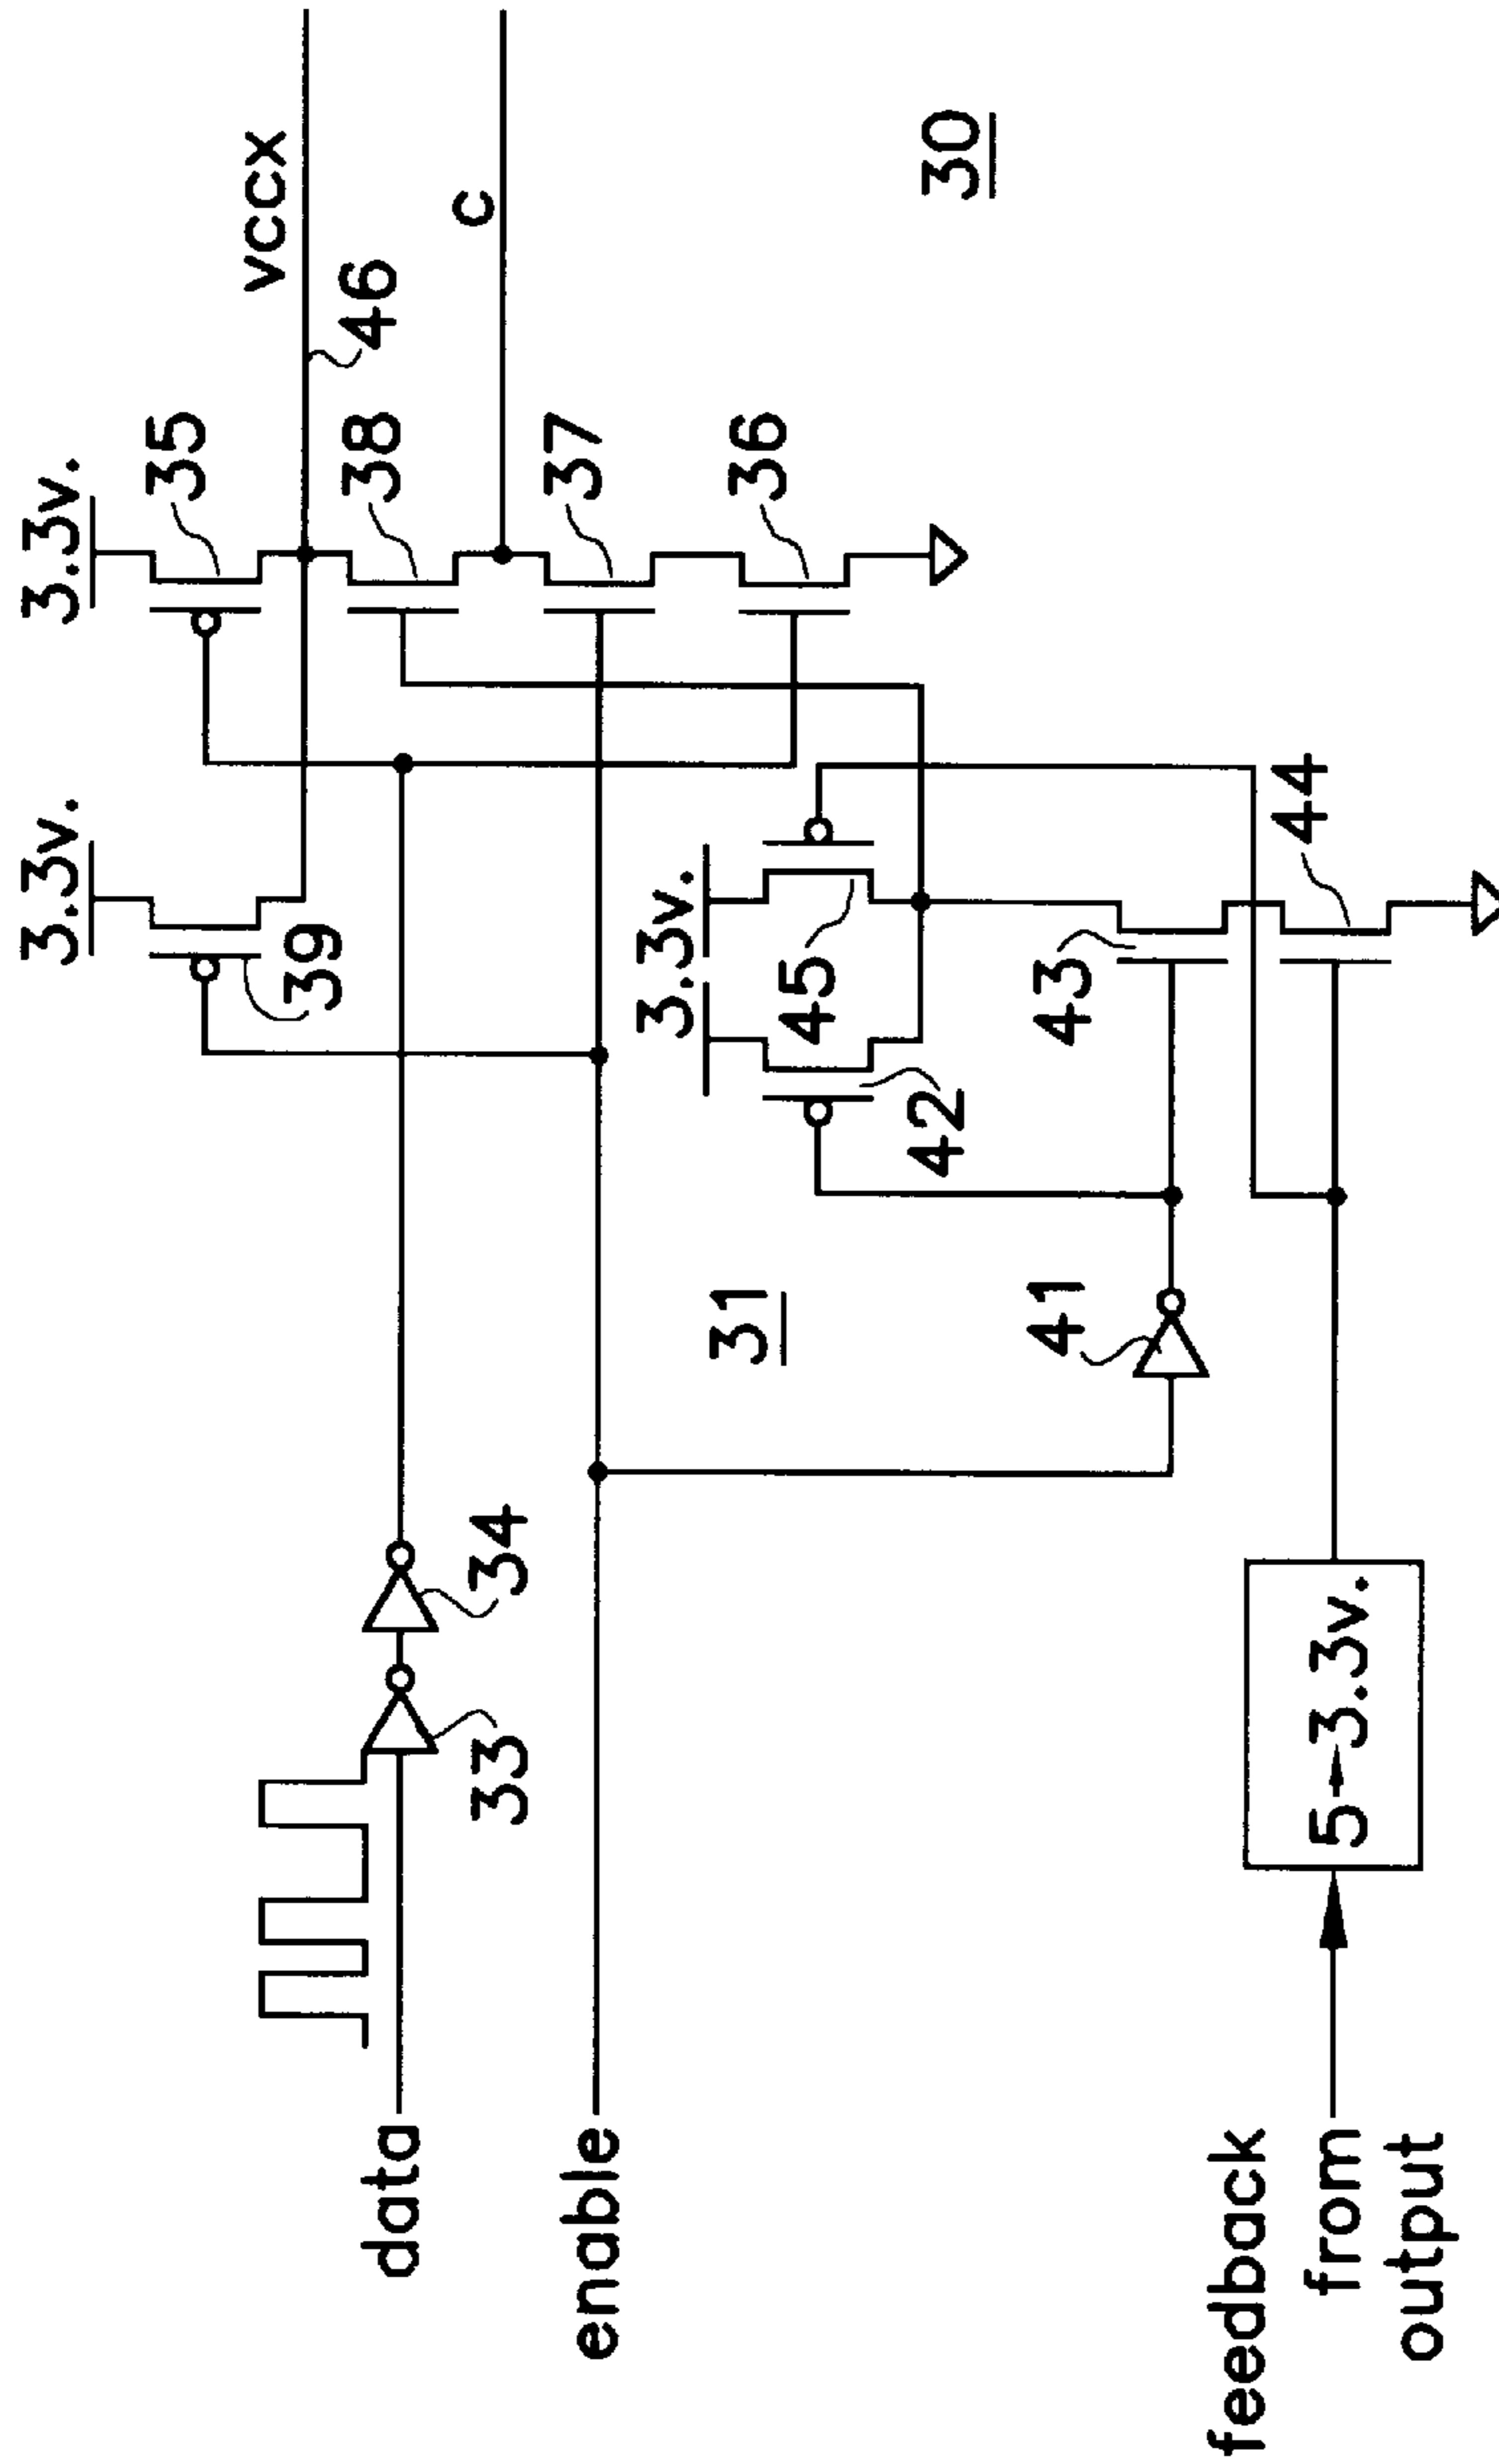 3.3v.
3.3v.
35
vccx
46
39
38
c
37
36
30
data
33
34
enable
31
3.3v.
45
42
41
43
44
feedback
from
output
5 → 3.3v.